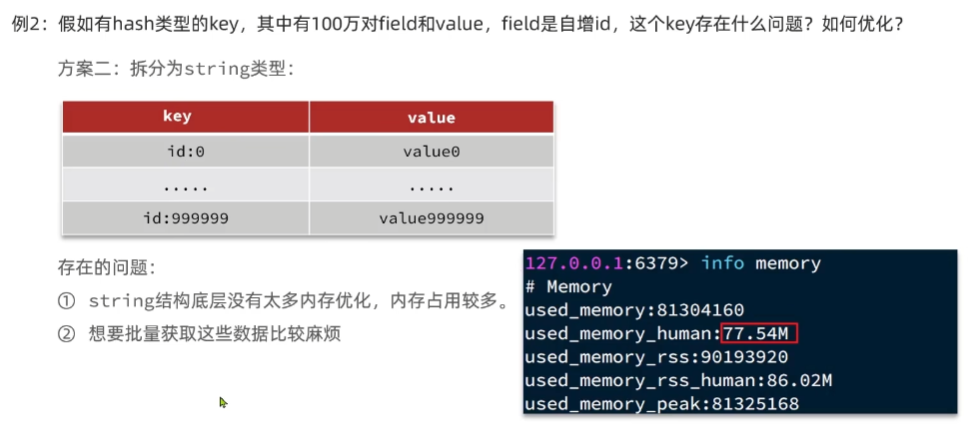 例2：假如有hash类型的key，其中有100万对field和value，field是自增id，这个key存在什么问题？如何优化？
方案二：拆分为string类型：
key value
id:0 value0
..... .....
id:999999 value999999
存在的问题：
① string结构底层没有太多内存优化，内存占用较多。
② 想要批量获取这些数据比较麻烦
127.0.0.1:6379> info memory
# Memory
used_memory:81304160
used_memory_human:77.54M
used_memory_rss:90193920
used_memory_rss_human:86.02M
used_memory_peak:81325168